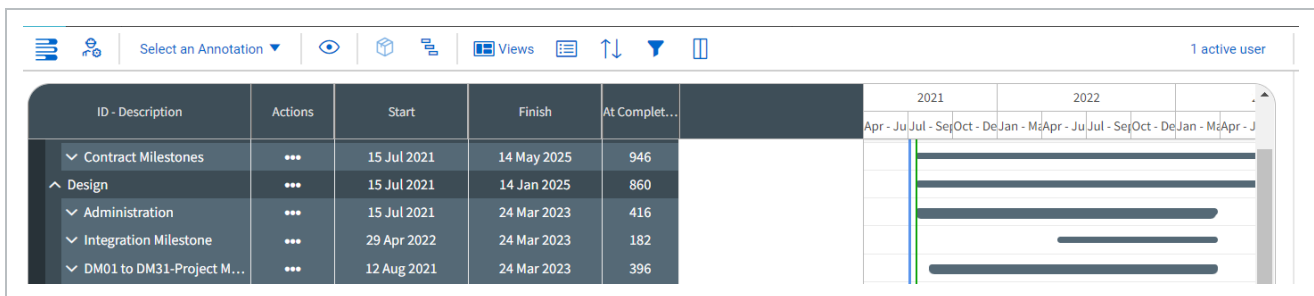 Select an Annotation
Views
1 active user
ID - Description Actions Start Finish At Complet...
2021 2022
Apr - Ju Jul - Sep Oct - De Jan - Ma Apr - Ju Jul - Sep Oct - De Jan - Ma Apr - J
Contract Milestones ••• 15 Jul 2021 14 May 2025 946
Design ••• 15 Jul 2021 14 Jan 2025 860
Administration ••• 15 Jul 2021 24 Mar 2023 416
Integration Milestone ••• 29 Apr 2022 24 Mar 2023 182
DM01 to DM31-Project M... ••• 12 Aug 2021 24 Mar 2023 396